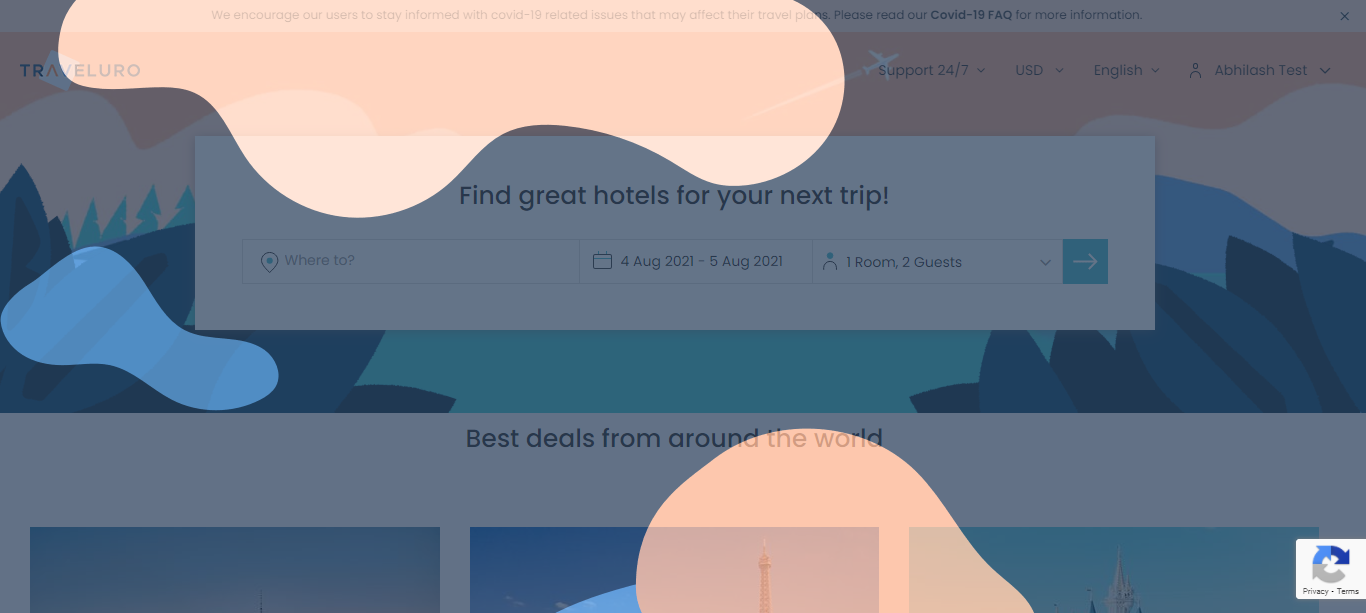 We encourage our users to stay informed with covid-19 related issues that may affect their travel plans. Please read our Covid-19 FAQ for more information.
TRAVELURO Support 24/7 USD English Abhilash Test
Find great hotels for your next trip!
Where to? 4 Aug 2021 - 5 Aug 2021 1 Room, 2 Guests
Best deals from around the world
Privacy - Terms